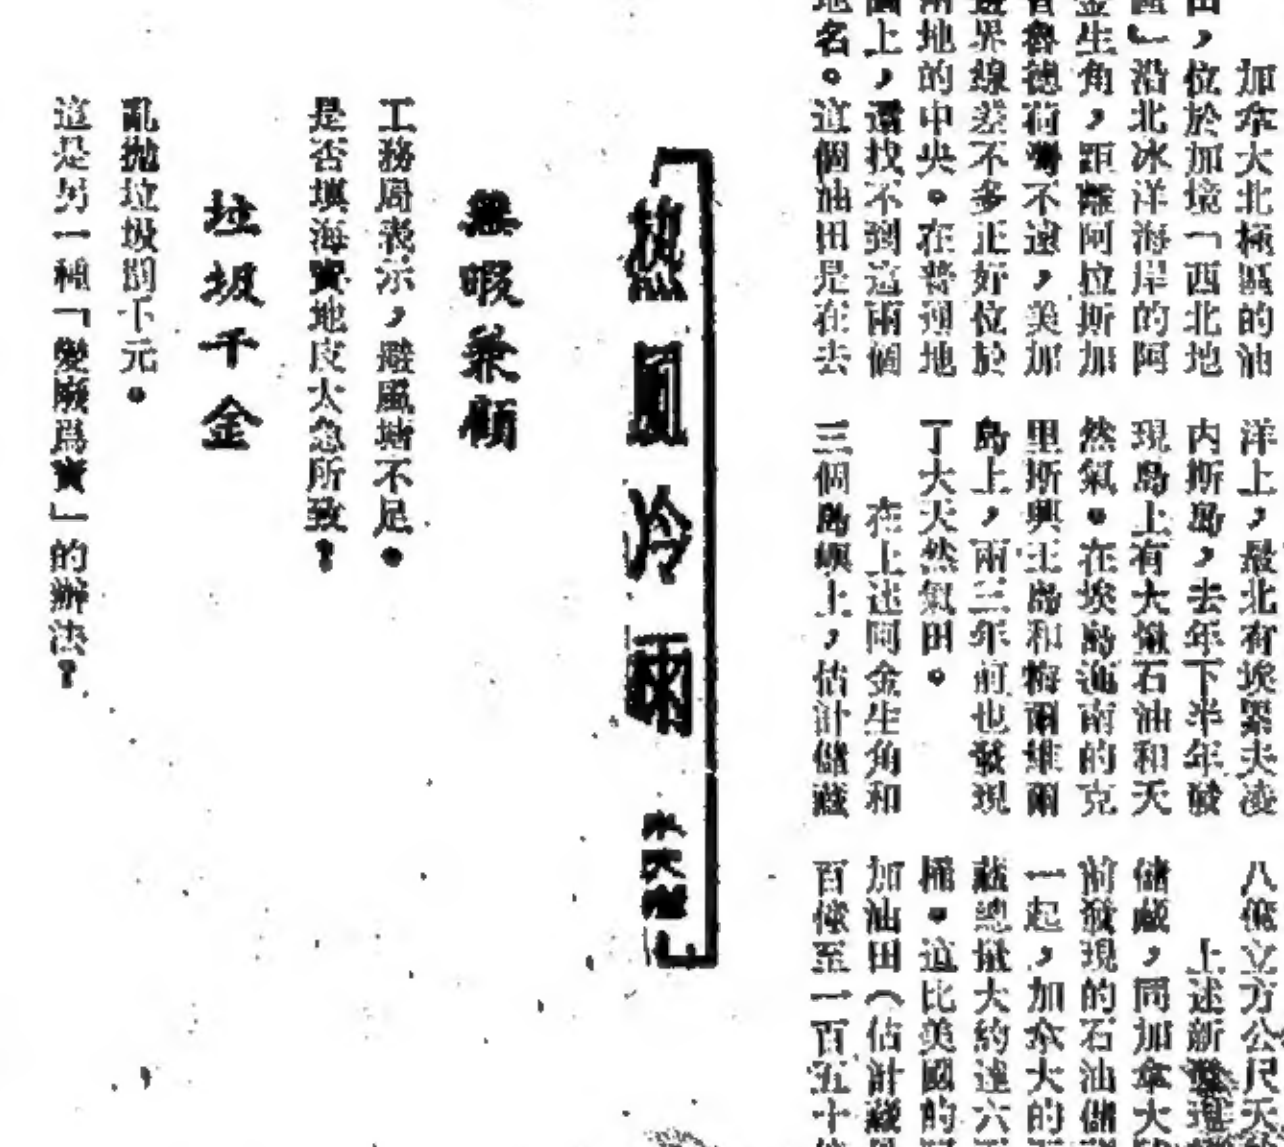 加拿大北極區的油
田，位於加境「西北地
」沿北冰洋海岸的阿
金生角，距離阿拉斯加
普魯德荷灣不遠，美加
邊界線差不多正好位於
兩地的中央。在普通地
圖上，還找不到這兩個
地名。這個油田是在去
洋上，最北有埃累夫凌
内斯島，去年下半年發
現島上有大量石油和天
然氣。在埃島迤南的克
里斯興王島和梅爾維爾
島上，兩三年前也發現
了大天然氣田。
在上述阿金生角和
三個島嶼上，估計儲藏
八億立方公尺天
上述新發現
儲藏，同加拿大
前發現的石油儲
一起，加拿大的
藏總量大約達六
桶。這比美國的
加油田（估計藏
百億至一百五十
熱風冷雨
無暇兼顧
工務局表示，避風塘不足。
是否填海賣地皮太急所致？
垃圾千金
亂拋垃圾罰千元。
這是另一種「變廢爲寶」的辦法？